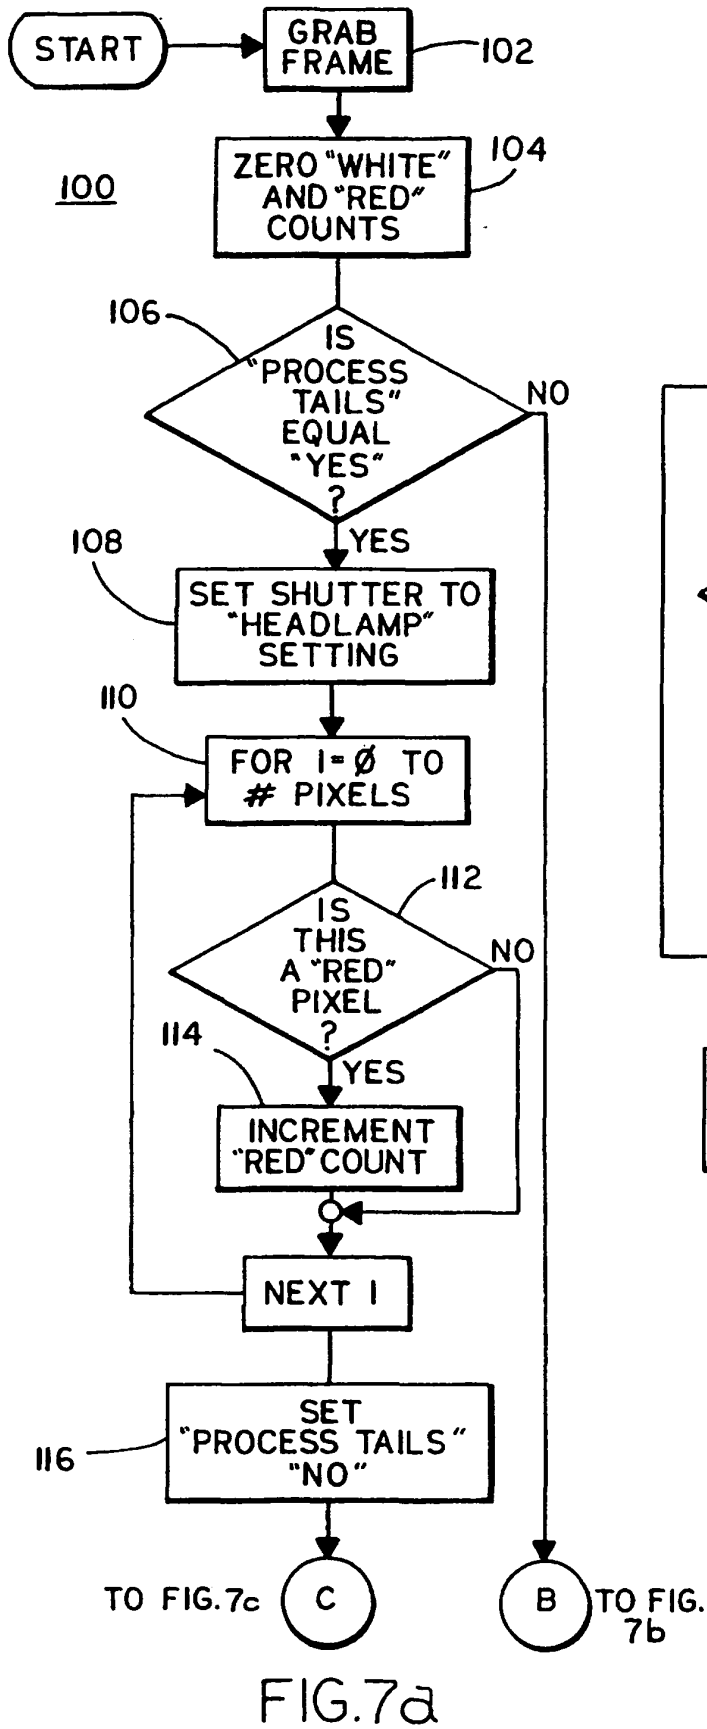 START
GRAB
FRAME
102
ZERO "WHITE"
AND "RED"
COUNTS
104
100
106
IS
"PROCESS
TAILS"
EQUAL
"YES"
?
NO
YES
108
SET SHUTTER TO
"HEADLAMP"
SETTING
110
FOR I=Ø TO
# PIXELS
112
IS
THIS
A "RED"
PIXEL
?
NO
114
YES
INCREMENT
"RED" COUNT
NEXT I
SET
"PROCESS TAILS"
"NO"
116
TO FIG.7c
C
B
TO FIG.
7b
FIG.7a